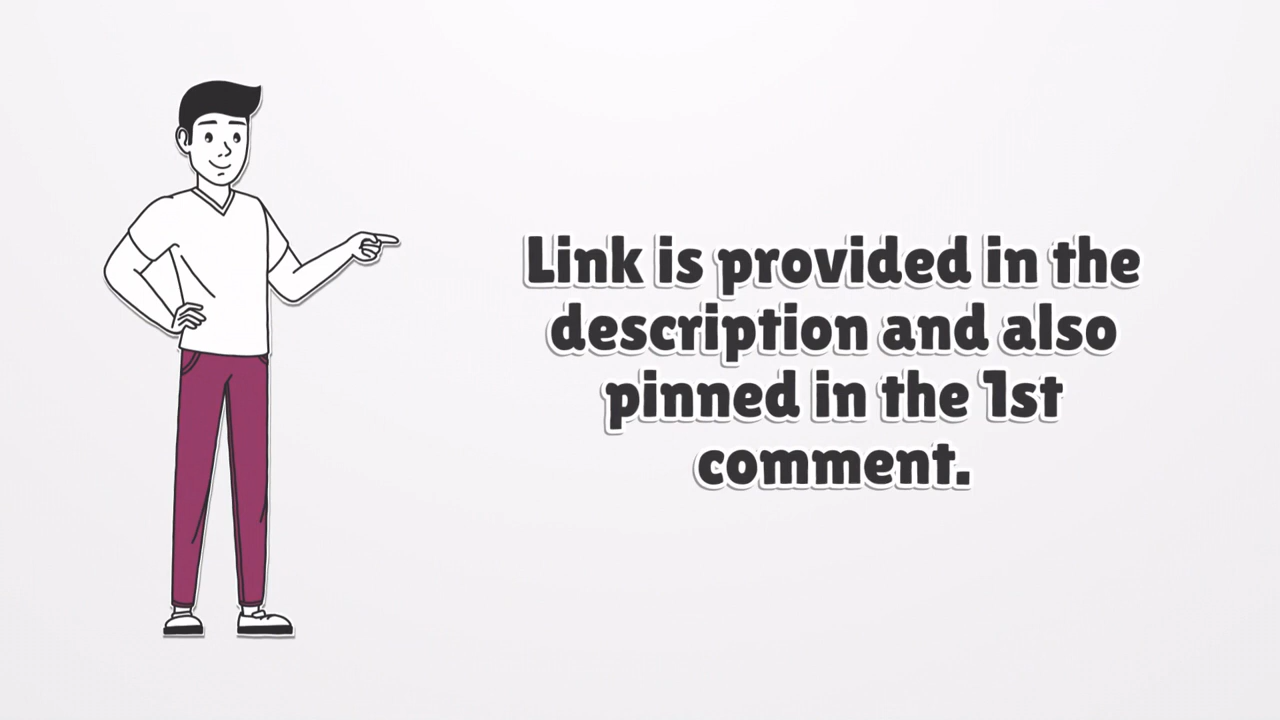 Link is provided in the
description and also
pinned in the 1st
comment.